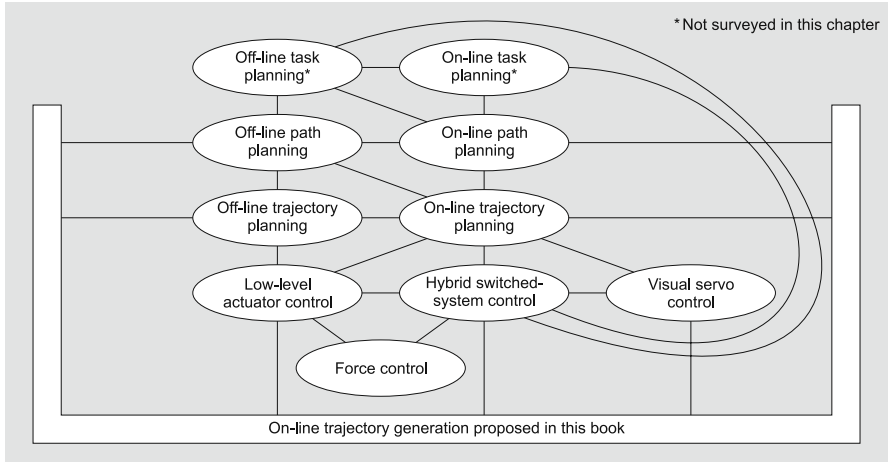 * Not surveyed in this chapter
Off-line task
planning*
On-line task
planning*
Off-line path
planning
On-line path
planning
Off-line trajectory
planning
On-line trajectory
planning
Low-level
actuator control
Hybrid switched-
system control
Visual servo
control
Force control
On-line trajectory generation proposed in this book